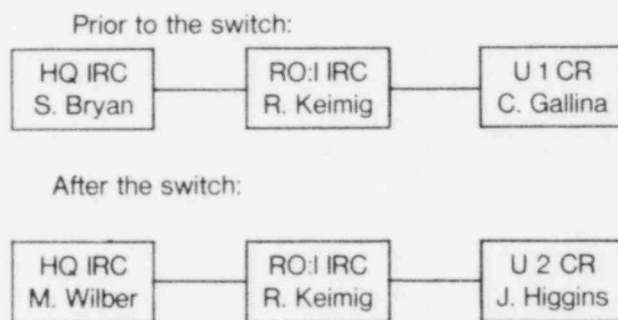 Prior to the switch:
HQ IRC
S. Bryan
RO:I IRC
R. Keimig
U 1 CR
C. Gallina
After the switch:
HQ IRC
M. Wilber
RO:I IRC
R. Keimig
U 2 CR
J. Higgins